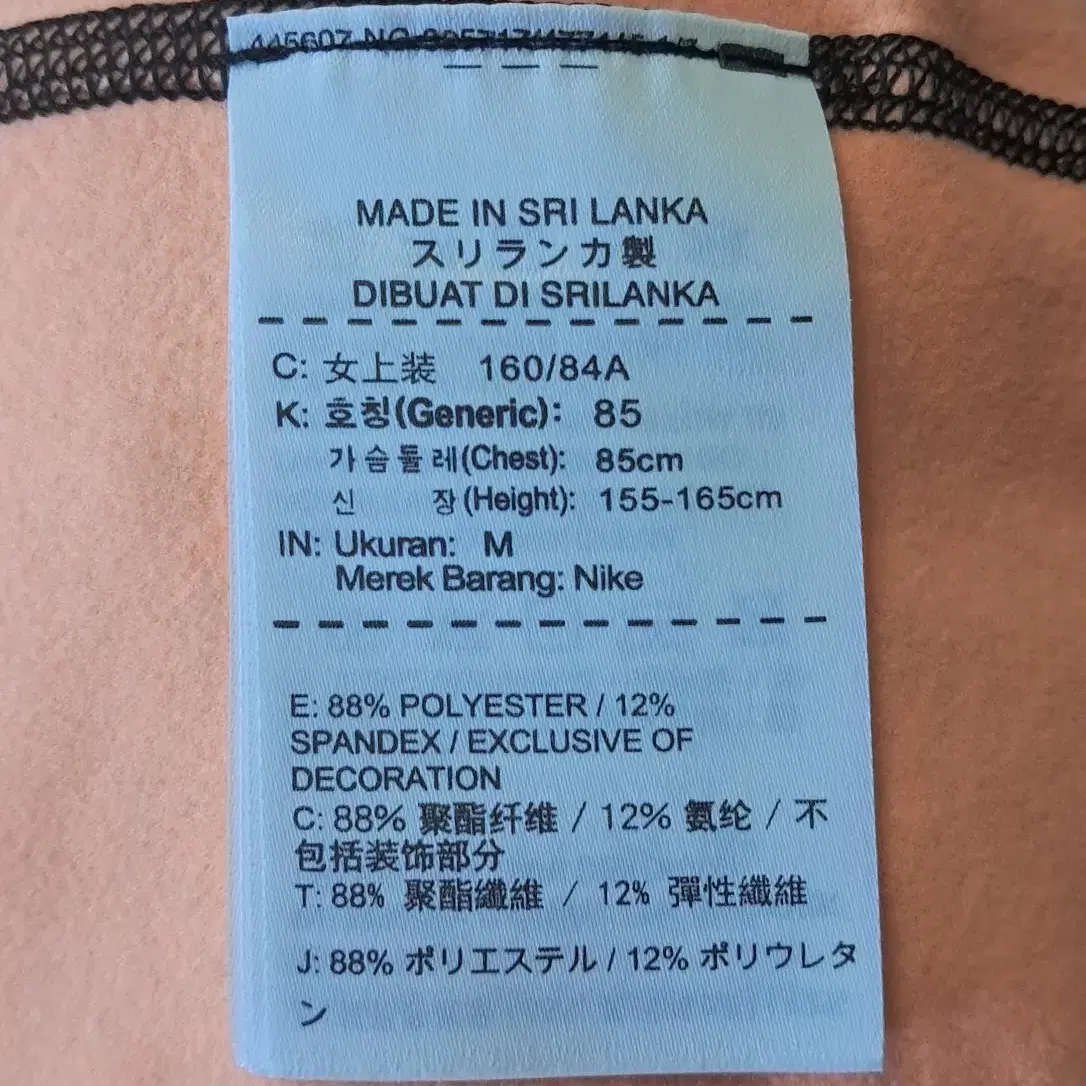 MADE IN SRI LANKA
スリランカ製
DIBUAT DI SRILANKA
C: 女上装 160/84A
K: 호칭(Generic): 85
가슴둘레(Chest): 85cm
신 장(Height): 155-165cm
IN: Ukuran: M
Merek Barang: Nike
E: 88% POLYESTER / 12%
SPANDEX / EXCLUSIVE OF
DECORATION
C: 88% 聚酯纤维 / 12% 氨纶 / 不
包括装饰部分
T: 88% 聚酯纖維 / 12% 彈性纖維
J: 88% ポリエステル / 12% ポリウレタ
ン